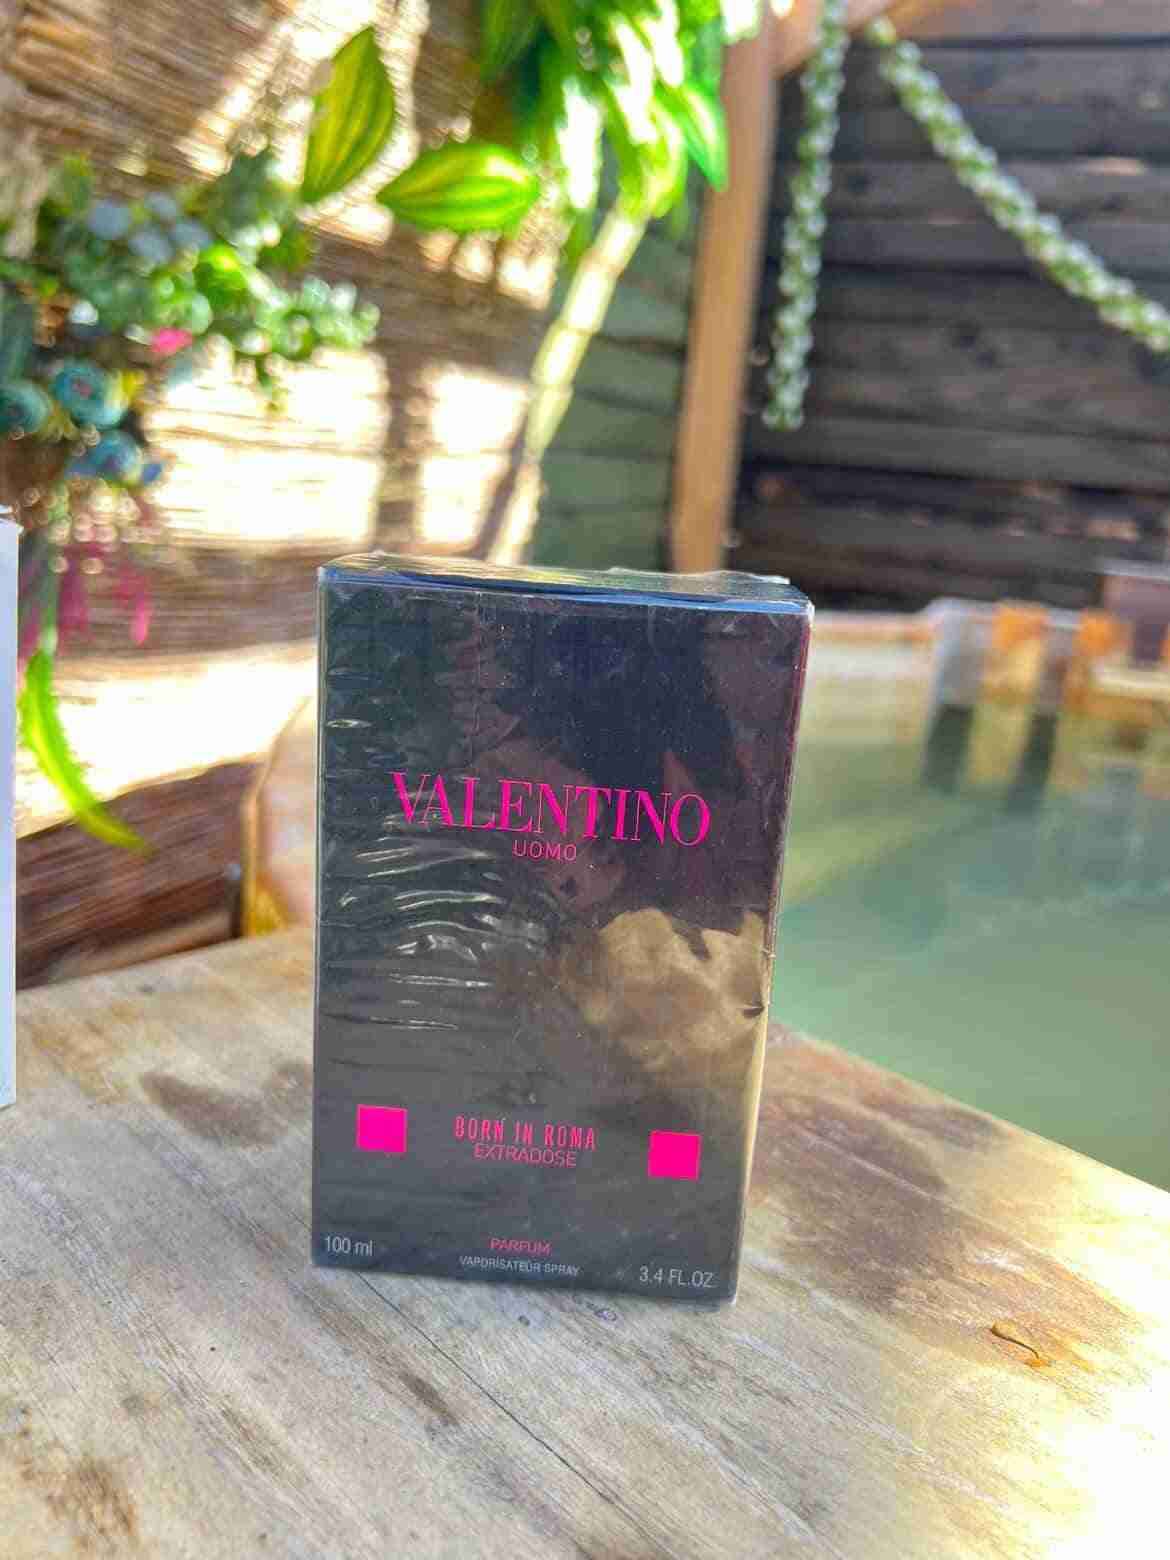 VALENTINO
UOMO
BORN IN ROMA
EXTRADOSE
PARFUM
VAPORISATEUR SPRAY
100 ml
3.4 FL.OZ